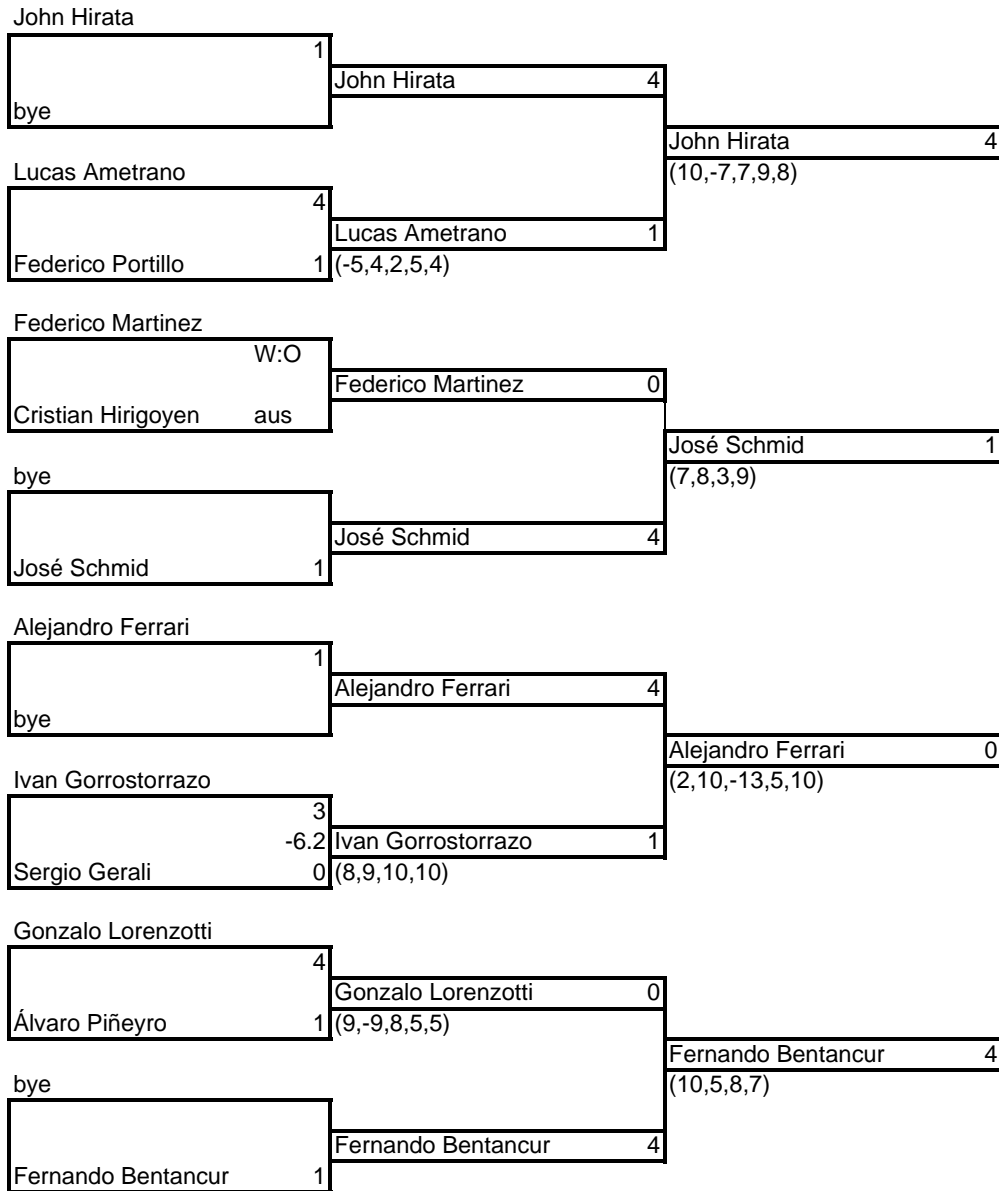 John Hirata
1
John Hirata 4
bye
John Hirata 4
Lucas Ametrano
(10,-7,7,9,8)
4
Lucas Ametrano 1
Federico Portillo 1 (-5,4,2,5,4)
Federico Martinez
W:O
Federico Martinez 0
Cristian Hirigoyen aus
José Schmid 1
bye
(7,8,3,9)
José Schmid 4
José Schmid 1
Alejandro Ferrari
1
Alejandro Ferrari 4
bye
Alejandro Ferrari 0
Ivan Gorrostorrazo
(2,10,-13,5,10)
3
-6.2 Ivan Gorrostorrazo 1
Sergio Gerali 0 (8,9,10,10)
Gonzalo Lorenzotti
4
Gonzalo Lorenzotti 0
Álvaro Piñeyro 1 (9,-9,8,5,5)
Fernando Bentancur 4
bye
(10,5,8,7)
Fernando Bentancur 4
Fernando Bentancur 1